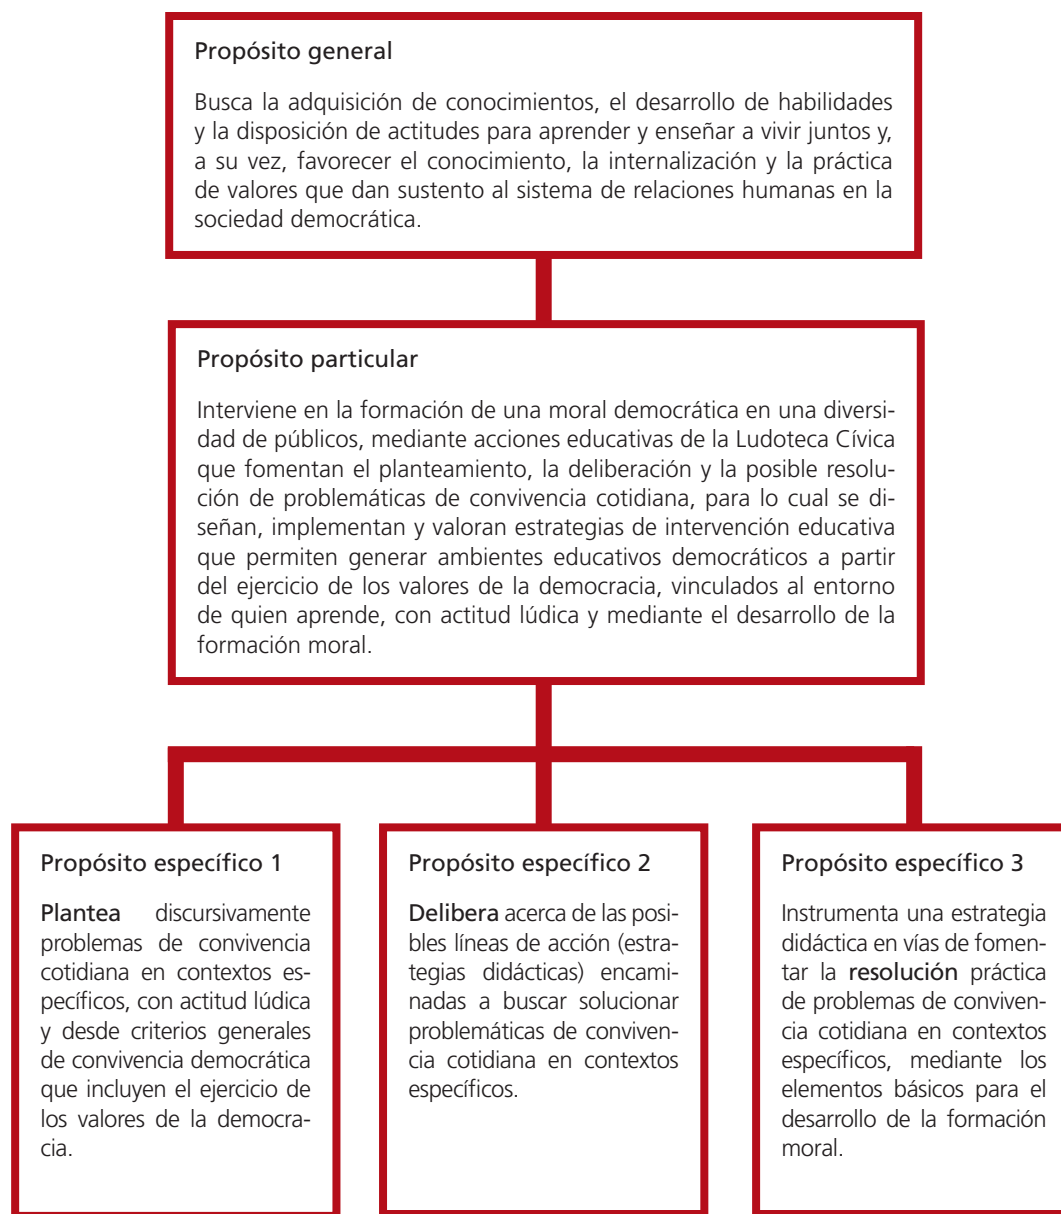 Propósito general
Busca la adquisición de conocimientos, el desarrollo de habilidades
y la disposición de actitudes para aprender y enseñar a vivir juntos y,
a su vez, favorecer el conocimiento, la internalización y la práctica
de valores que dan sustento al sistema de relaciones humanas en la
sociedad democrática.
Propósito particular
Interviene en la formación de una moral democrática en una diversi-
dad de públicos, mediante acciones educativas de la Ludoteca Cívica
que fomentan el planteamiento, la deliberación y la posible resolu-
ción de problemáticas de convivencia cotidiana, para lo cual se di-
señan, implementan y valoran estrategias de intervención educativa
que permiten generar ambientes educativos democráticos a partir
del ejercicio de los valores de la democracia, vinculados al entorno
de quien aprende, con actitud lúdica y mediante el desarrollo de la
formación moral.
Propósito específico 1
Plantea discursivamente
problemas de convivencia
cotidiana en contextos es-
pecíficos, con actitud lúdica
y desde criterios generales
de convivencia democrática
que incluyen el ejercicio de
los valores de la democra-
cia.
Propósito específico 2
Delibera acerca de las posi-
bles líneas de acción (estra-
tegias didácticas) encami-
nadas a buscar solucionar
problemáticas de conviven-
cia cotidiana en contextos
específicos.
Propósito específico 3
Instrumenta una estrategia
didáctica en vías de fomen-
tar la resolución práctica
de problemas de conviven-
cia cotidiana en contextos
específicos, mediante los
elementos básicos para el
desarrollo de la formación
moral.